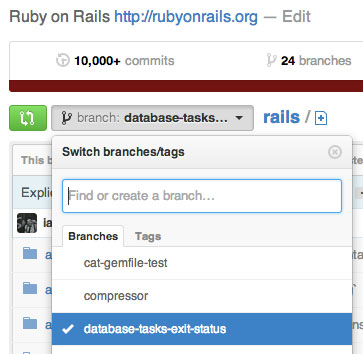 Ruby on Rails http://rubyonrails.org — Edit
10,000+ commits
24 branches
branch: database-tasks...
rails /
Switch branches/tags
This b
Find or create a branch...
Explic
Branches
Tags
ia
cat-gemfile-test
compressor
database-tasks-exit-status